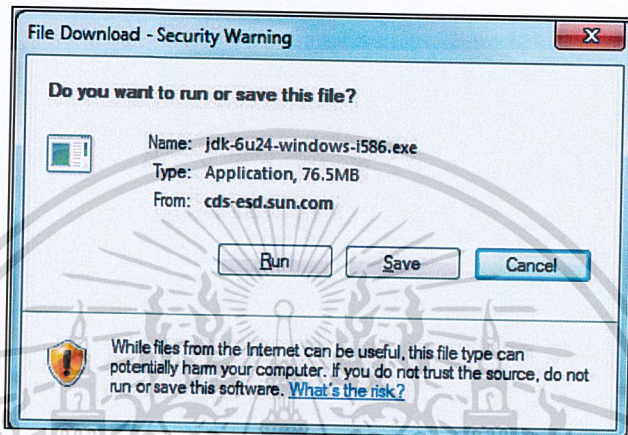 File Download - Security Warning
Do you want to run or save this file?
Name: jdk-6u24-windows-i586.exe
Type: Application, 76.5MB
From: cds-esd.sun.com
Run Save Cancel
While files from the Internet can be useful, this file type can
potentially harm your computer. If you do not trust the source, do not
run or save this software. What's the risk?